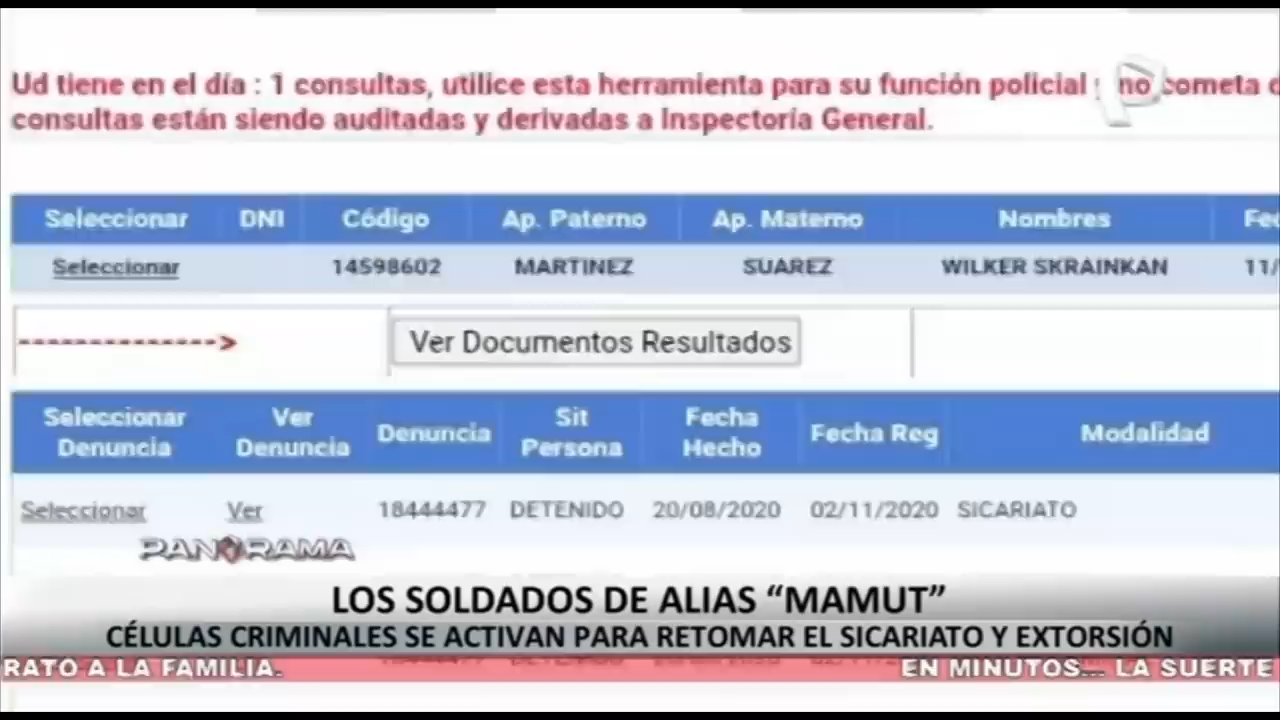 Ud tiene en el día : 1 consultas, utilice esta herramienta para su función policial y no cometa
consultas están siendo auditadas y derivadas a Inspectoría General.
Seleccionar DNI Código Ap. Paterno Ap. Materno Nombres Fec
Seleccionar 14598602 MARTINEZ SUAREZ WILKER SKRAINKAN 11/
--------------> Ver Documentos Resultados
Seleccionar Denuncia Ver Denuncia Denuncia Sit Persona Fecha Hecho Fecha Reg Modalidad
Seleccionar Ver 18444477 DETENIDO 20/08/2020 02/11/2020 SICARIATO
PANORAMA
LOS SOLDADOS DE ALIAS “MAMUT”
CÉLULAS CRIMINALES SE ACTIVAN PARA RETOMAR EL SICARIATO Y EXTORSIÓN
RATÓ A LA FAMILIA. EN MINUTOS... LA SUERTE